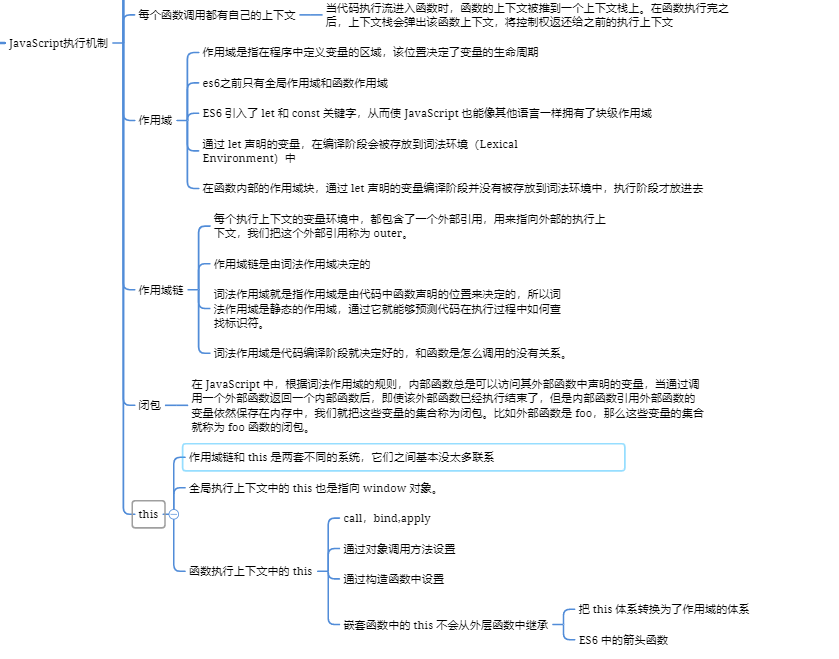 每个函数调用都有自己的上下文
当代码执行流进入函数时，函数的上下文被推到一个上下文栈上。在函数执行完之
后，上下文栈会弹出该函数上下文，将控制权返还给之前的执行上下文
JavaScript执行机制
作用域
作用域是指在程序中定义变量的区域，该位置决定了变量的生命周期
es6之前只有全局作用域和函数作用域
ES6 引入了 let 和 const 关键字，从而使 JavaScript 也能像其他语言一样拥有了块级作用域
通过 let 声明的变量，在编译阶段会被存放到词法环境（Lexical
Environment）中
在函数内部的作用域块，通过 let 声明的变量编译阶段并没有被存放到词法环境中，执行阶段才放进去
作用域链
每个执行上下文的变量环境中，都包含了一个外部引用，用来指向外部的执行上
下文，我们把这个外部引用称为 outer。
作用域链是由词法作用域决定的
词法作用域就是指作用域是由代码中函数声明的位置来决定的，所以词
法作用域是静态的作用域，通过它就能够预测代码在执行过程中如何查
找标识符。
词法作用域是代码编译阶段就决定好的，和函数是怎么调用的没有关系。
闭包
在 JavaScript 中，根据词法作用域的规则，内部函数总是可以访问其外部函数中声明的变量，当通过调
用一个外部函数返回一个内部函数后，即使该外部函数已经执行结束了，但是内部函数引用外部函数的
变量依然保存在内存中，我们就把这些变量的集合称为闭包。比如外部函数是 foo，那么这些变量的集合
就称为 foo 函数的闭包。
this
作用域链和 this 是两套不同的系统，它们之间基本没太多联系
全局执行上下文中的 this 也是指向 window 对象。
函数执行上下文中的 this
call，bind,apply
通过对象调用方法设置
通过构造函数中设置
嵌套函数中的 this 不会从外层函数中继承
把 this 体系转换为了作用域的体系
ES6 中的箭头函数